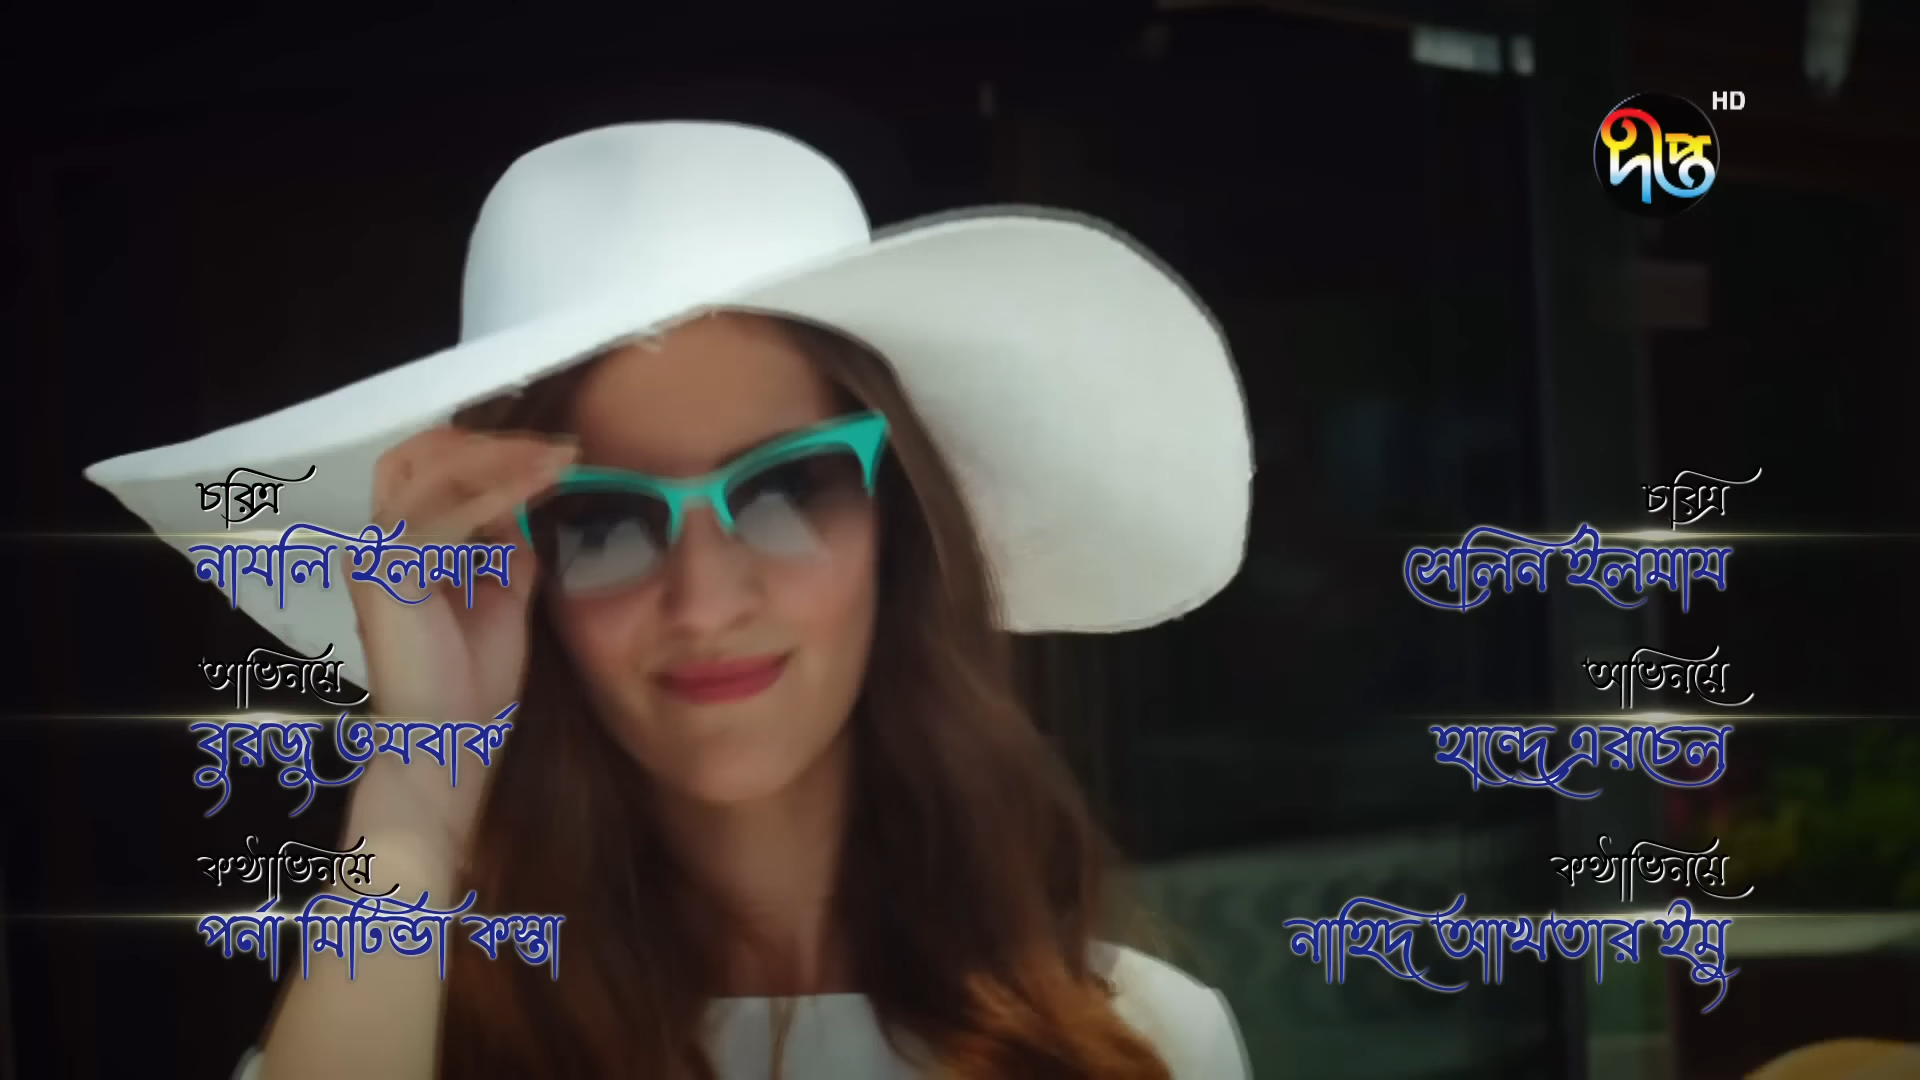 HD
দীপ্ত
চরিত্র
নাযলি ইলমায
অভিনয়ে
বুরজু ওযবার্ক
কণ্ঠাভিনয়ে
পর্না মিটিল্ডা কস্তা
চরিত্র
সেলিন ইলমায
অভিনয়ে
হান্দে এরচেল
কণ্ঠাভিনয়ে
নাহিদ আখতার ইমু